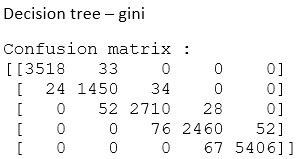 Decision tree – gini
Confusion matrix :
[[3518 33 0 0 0]
[ 24 1450 34 0 0]
[ 0 52 2710 28 0]
[ 0 0 76 2460 52]
[ 0 0 0 67 5406]]